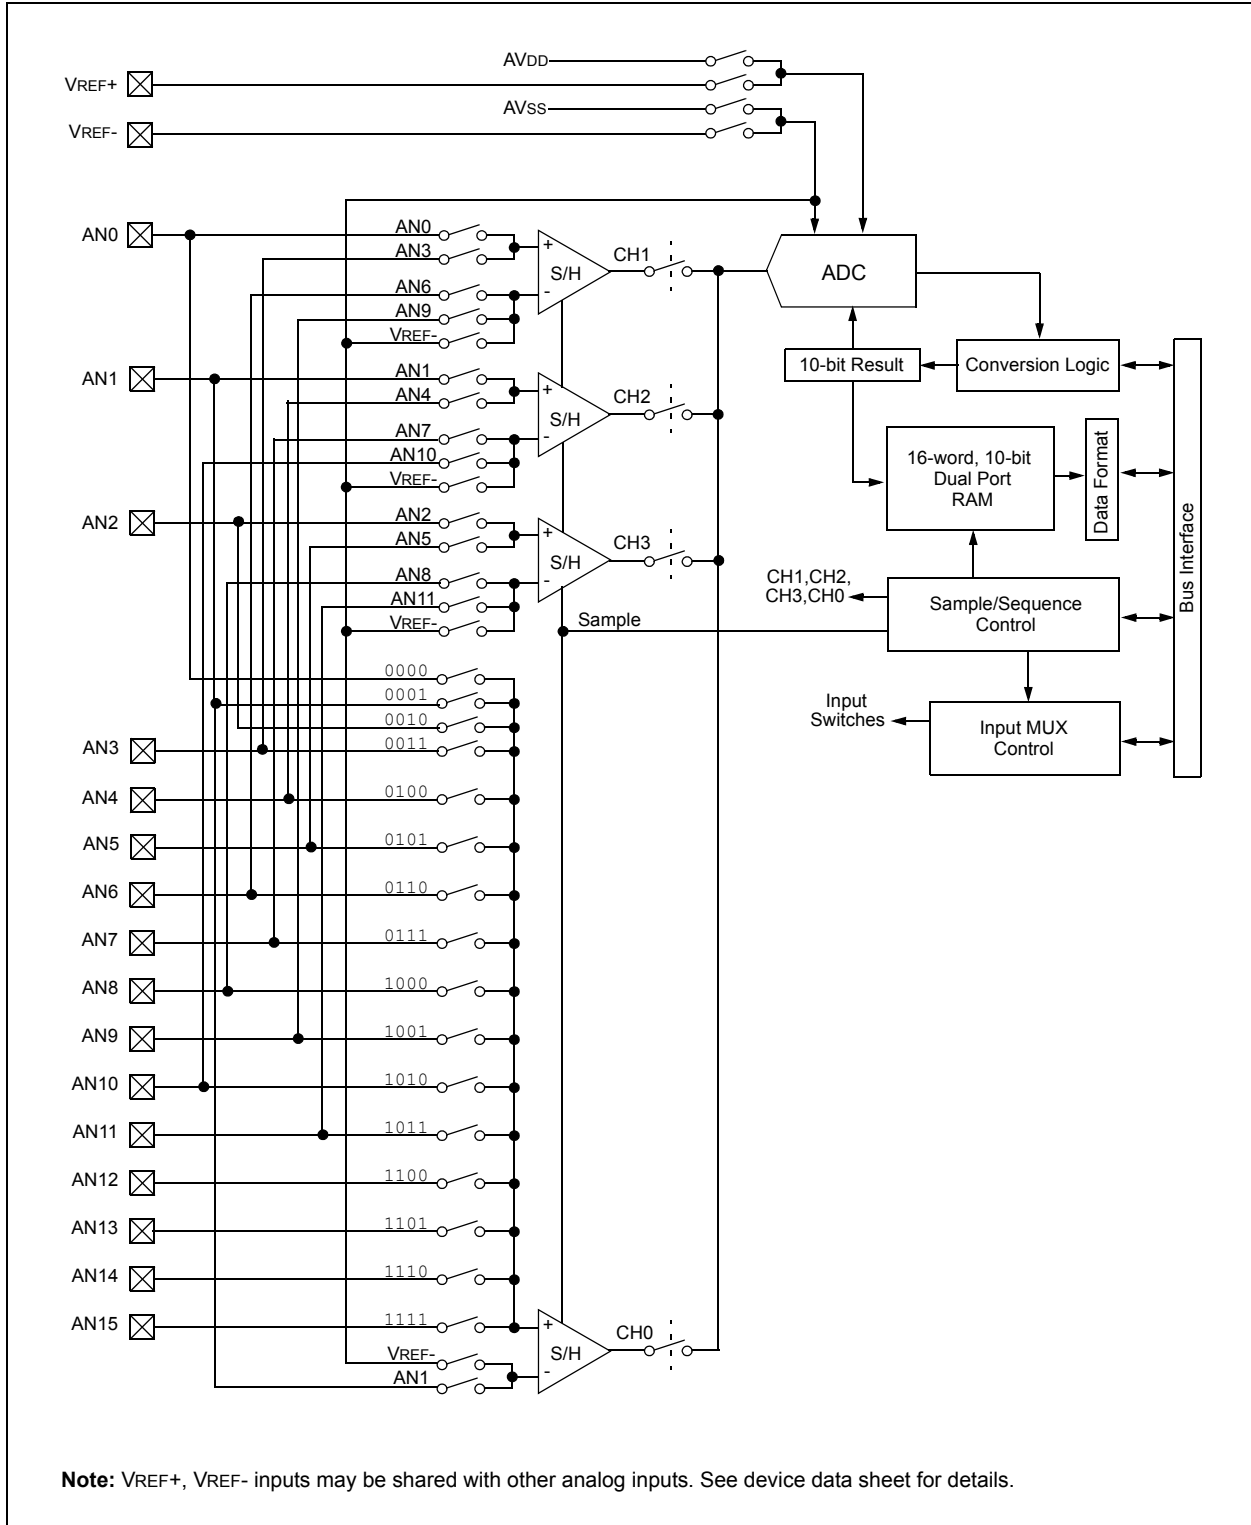 AVDD
VREF+
AVSS
VREF-
AN0
AN0
AN3
AN6
AN9
VREF-
+
S/H
-
CH1
ADC
AN1
AN1
AN4
AN7
AN10
VREF-
+
S/H
-
CH2
10-bit Result
Conversion Logic
16-word, 10-bit
Dual Port
RAM
Data Format
Bus Interface
AN2
AN2
AN5
AN8
AN11
VREF-
+
S/H
-
CH3
Sample
CH1,CH2,
CH3,CH0
Sample/Sequence
Control
Input
Switches
Input MUX
Control
0000
0001
0010
AN3
0011
AN4
0100
AN5
0101
AN6
0110
AN7
0111
AN8
1000
AN9
1001
AN10
1010
AN11
1011
AN12
1100
AN13
1101
AN14
1110
AN15
1111
VREF-
AN1
+
S/H
-
CH0
Note: VREF+, VREF- inputs may be shared with other analog inputs. See device data sheet for details.